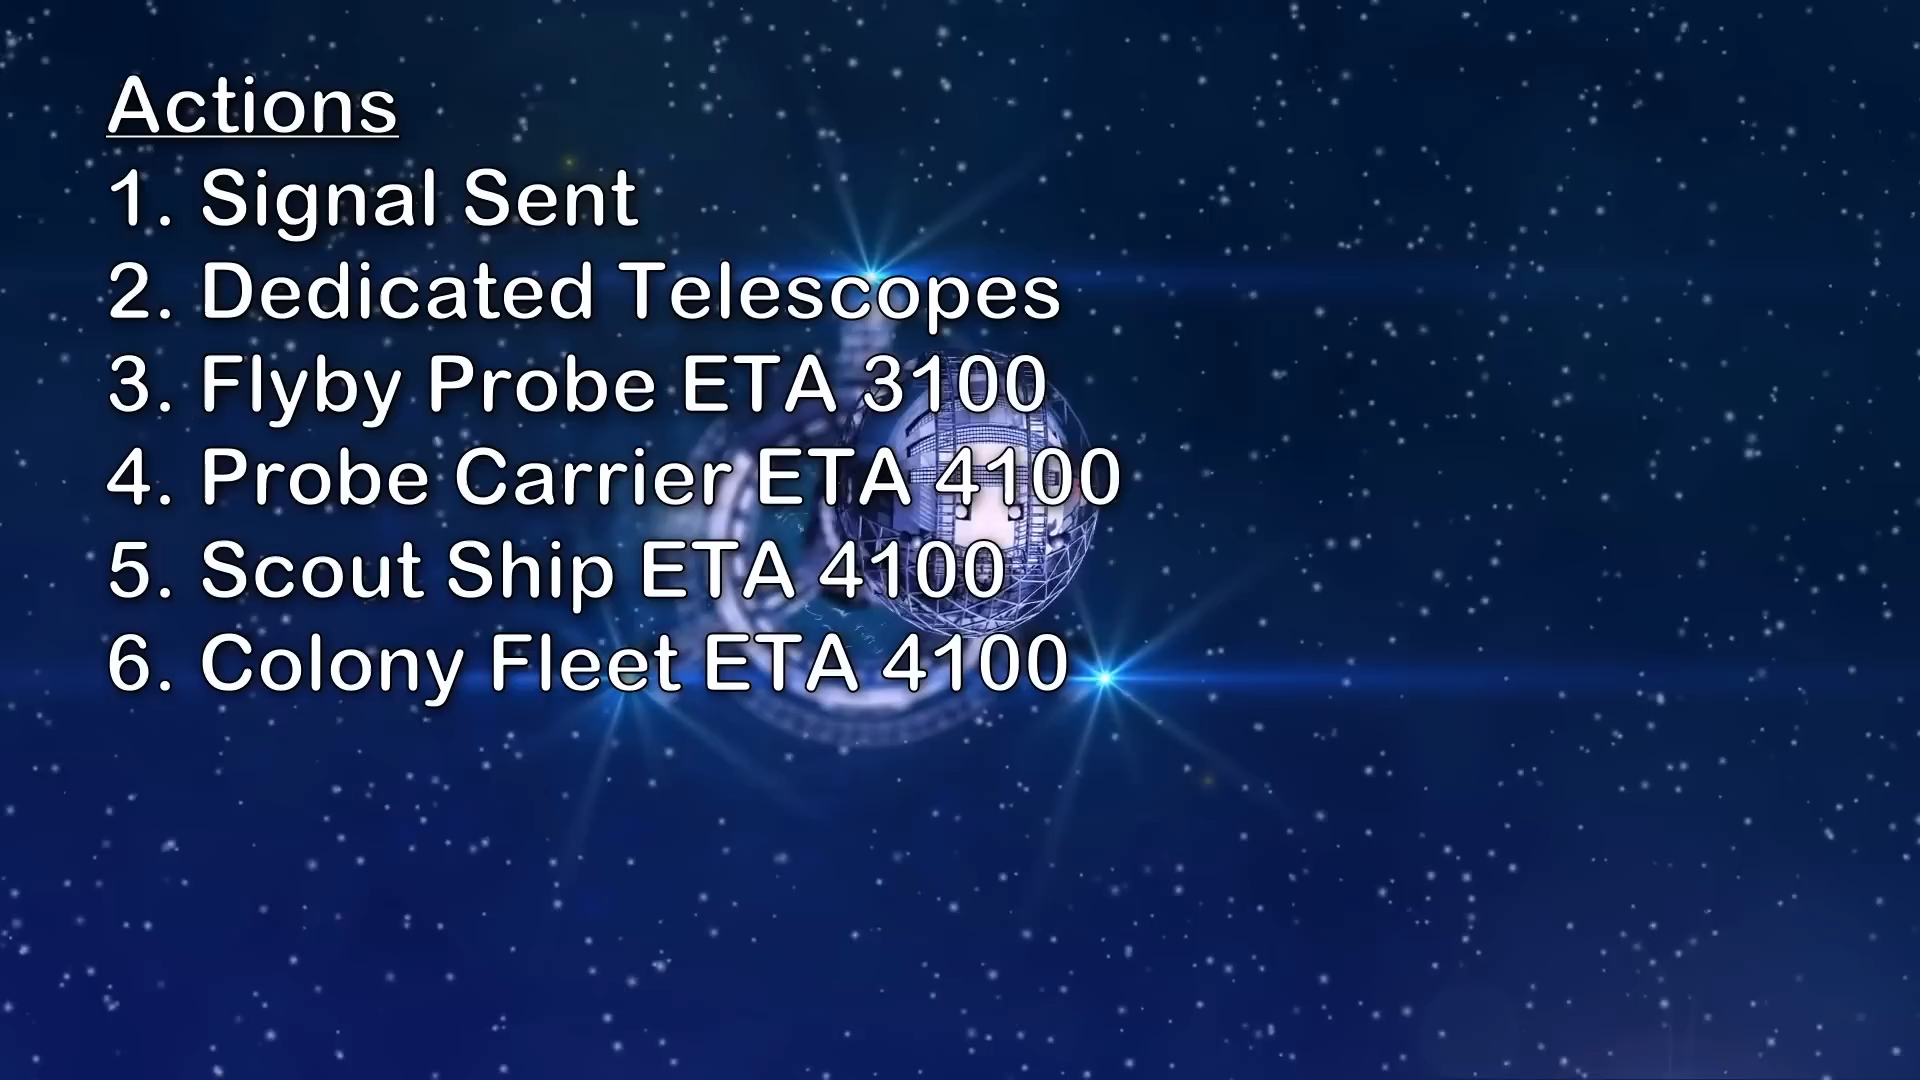 Actions
1. Signal Sent
2. Dedicated Telescopes
3. Flyby Probe ETA 3100
4. Probe Carrier ETA 4100
5. Scout Ship ETA 4100
6. Colony Fleet ETA 4100